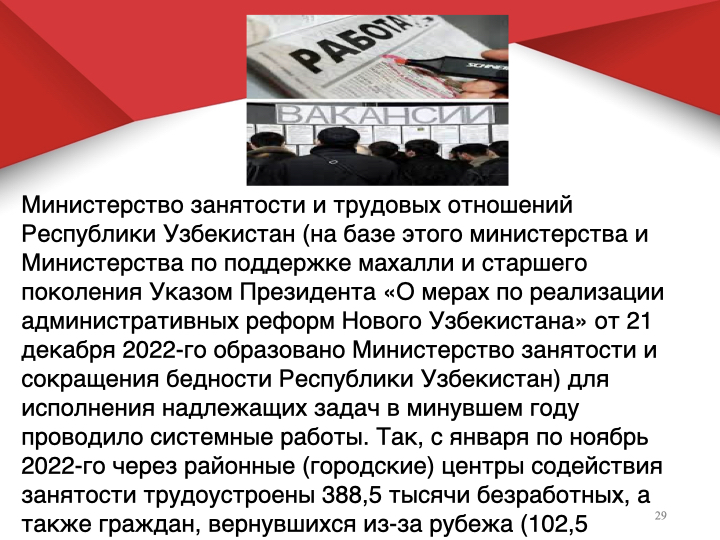 РАБОТА
SCHNEI
ВАКАНСИИ
Министерство занятости и трудовых отношений
Республики Узбекистан (на базе этого министерства и
Министерства по поддержке махалли и старшего
поколения Указом Президента «О мерах по реализации
административных реформ Нового Узбекистана» от 21
декабря 2022-го образовано Министерство занятости и
сокращения бедности Республики Узбекистан) для
исполнения надлежащих задач в минувшем году
проводило системные работы. Так, с января по ноябрь
2022-го через районные (городские) центры содействия
занятости трудоустроены 388,5 тысячи безработных, а
также граждан, вернувшихся из-за рубежа (102,5
29